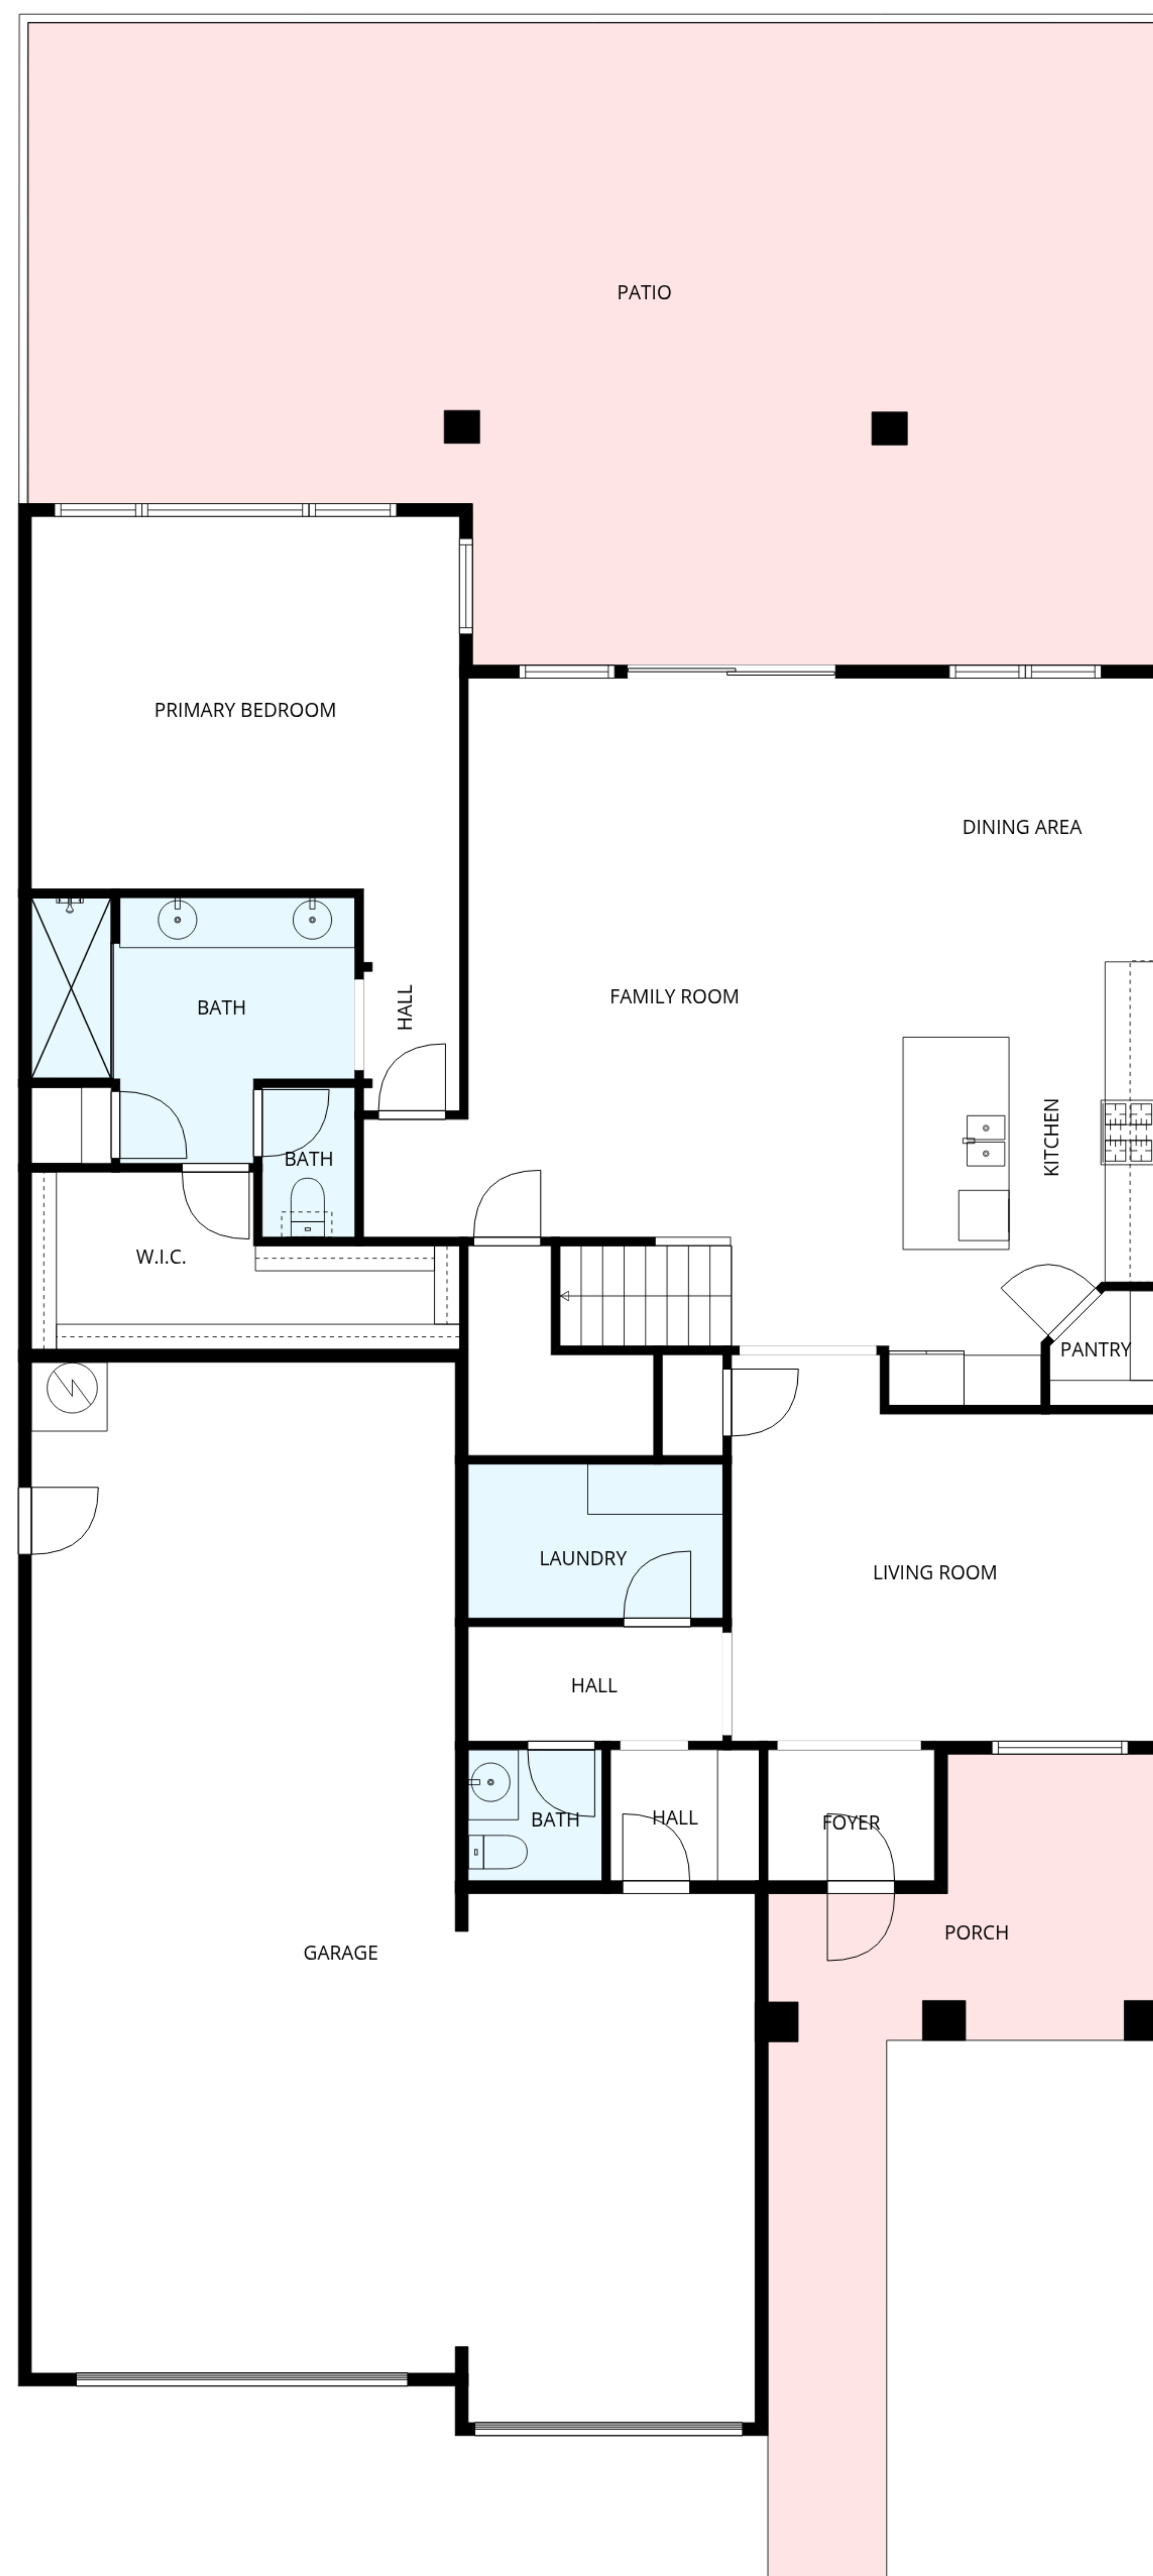 PATIO
PRIMARY BEDROOM
DINING AREA
FAMILY ROOM
BATH
HALL
KITCHEN
BATH
W.I.C.
PANTRY
LAUNDRY
LIVING ROOM
HALL
BATH
HALL
FOYER
PORCH
GARAGE